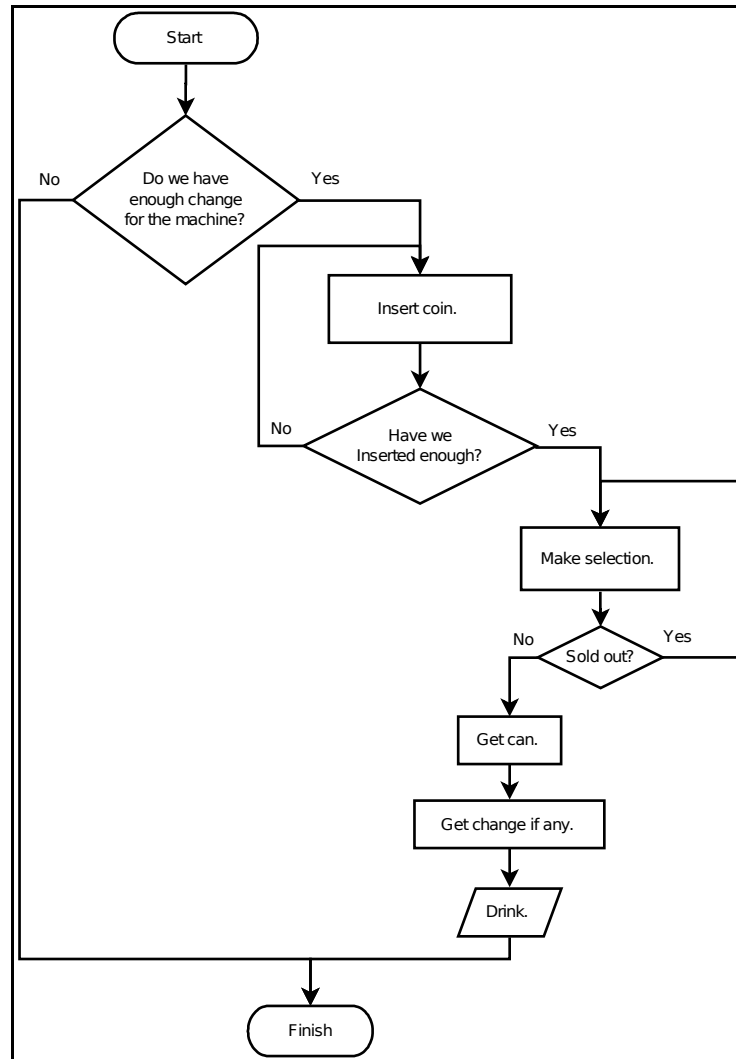 Start
No
Yes
Do we have
enough change
for the machine?
Insert coin.
No
Yes
Have we
Inserted enough?
Make selection.
No
Yes
Sold out?
Get can.
Get change if any.
Drink.
Finish